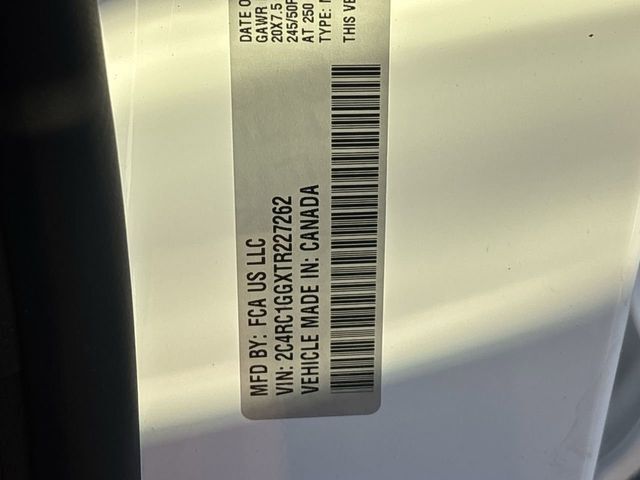 MFD BY: FCA US LLC
VIN: 2C4RC1GGXTR227262
VEHICLE MADE IN: CANADA
DATE O
GAWR
20X7.5
245/50R
AT 250
TYPE:
THIS VE